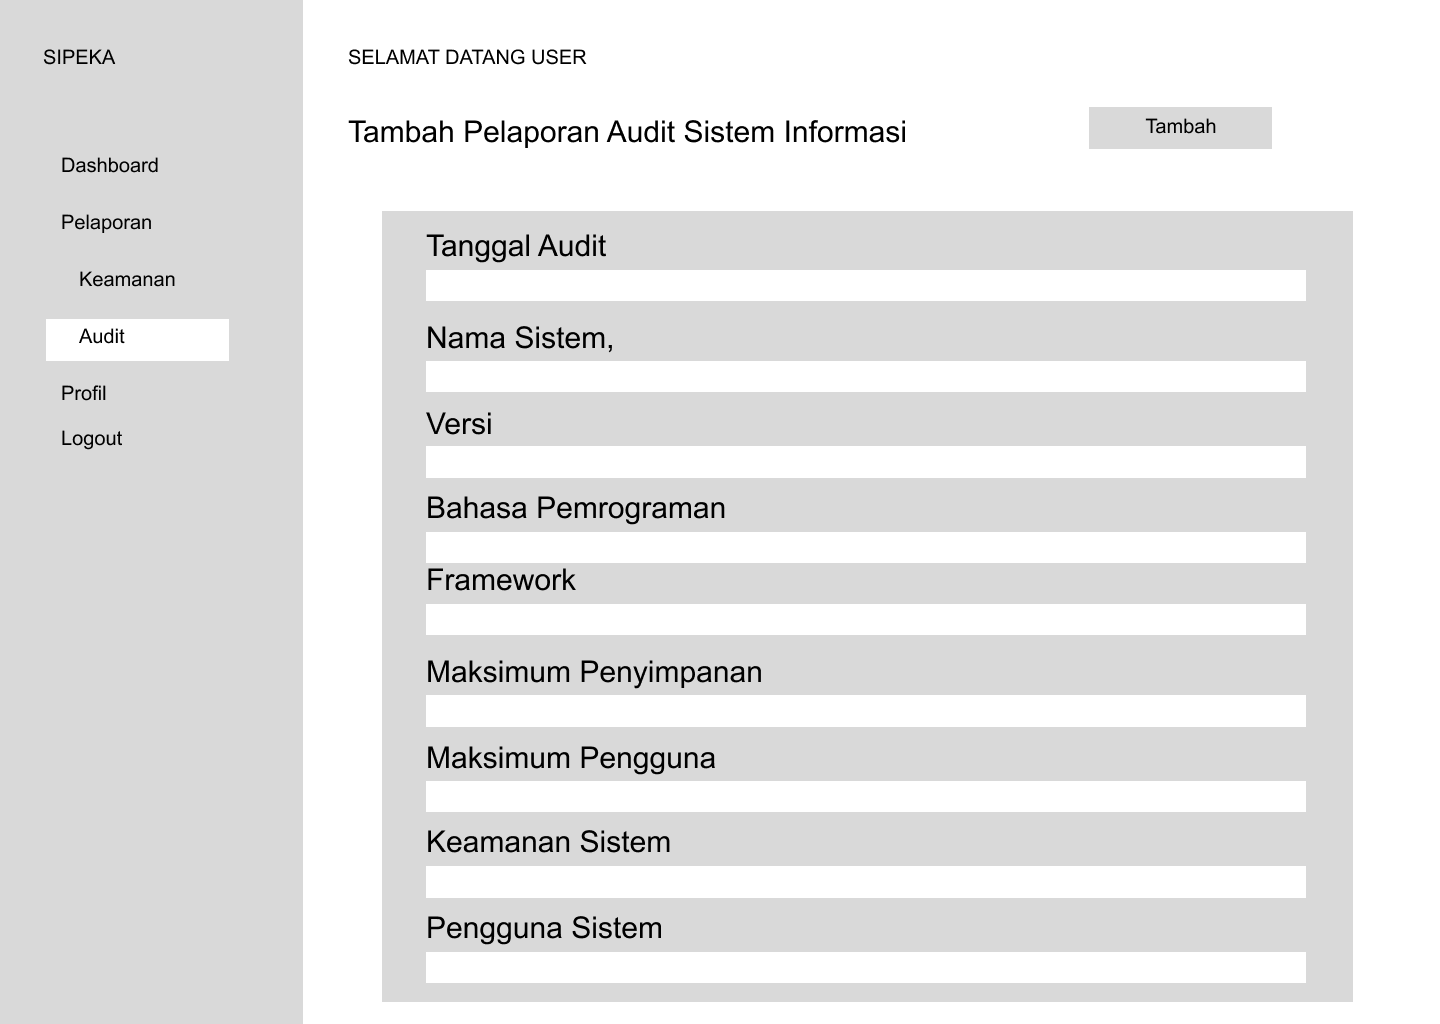 SIPEKA
Dashboard
Pelaporan
Keamanan
Audit
Profil
Logout
SELAMAT DATANG USER
Tambah Pelaporan Audit Sistem Informasi
Tambah
Tanggal Audit
Nama Sistem,
Versi
Bahasa Pemrograman
Framework
Maksimum Penyimpanan
Maksimum Pengguna
Keamanan Sistem
Pengguna Sistem